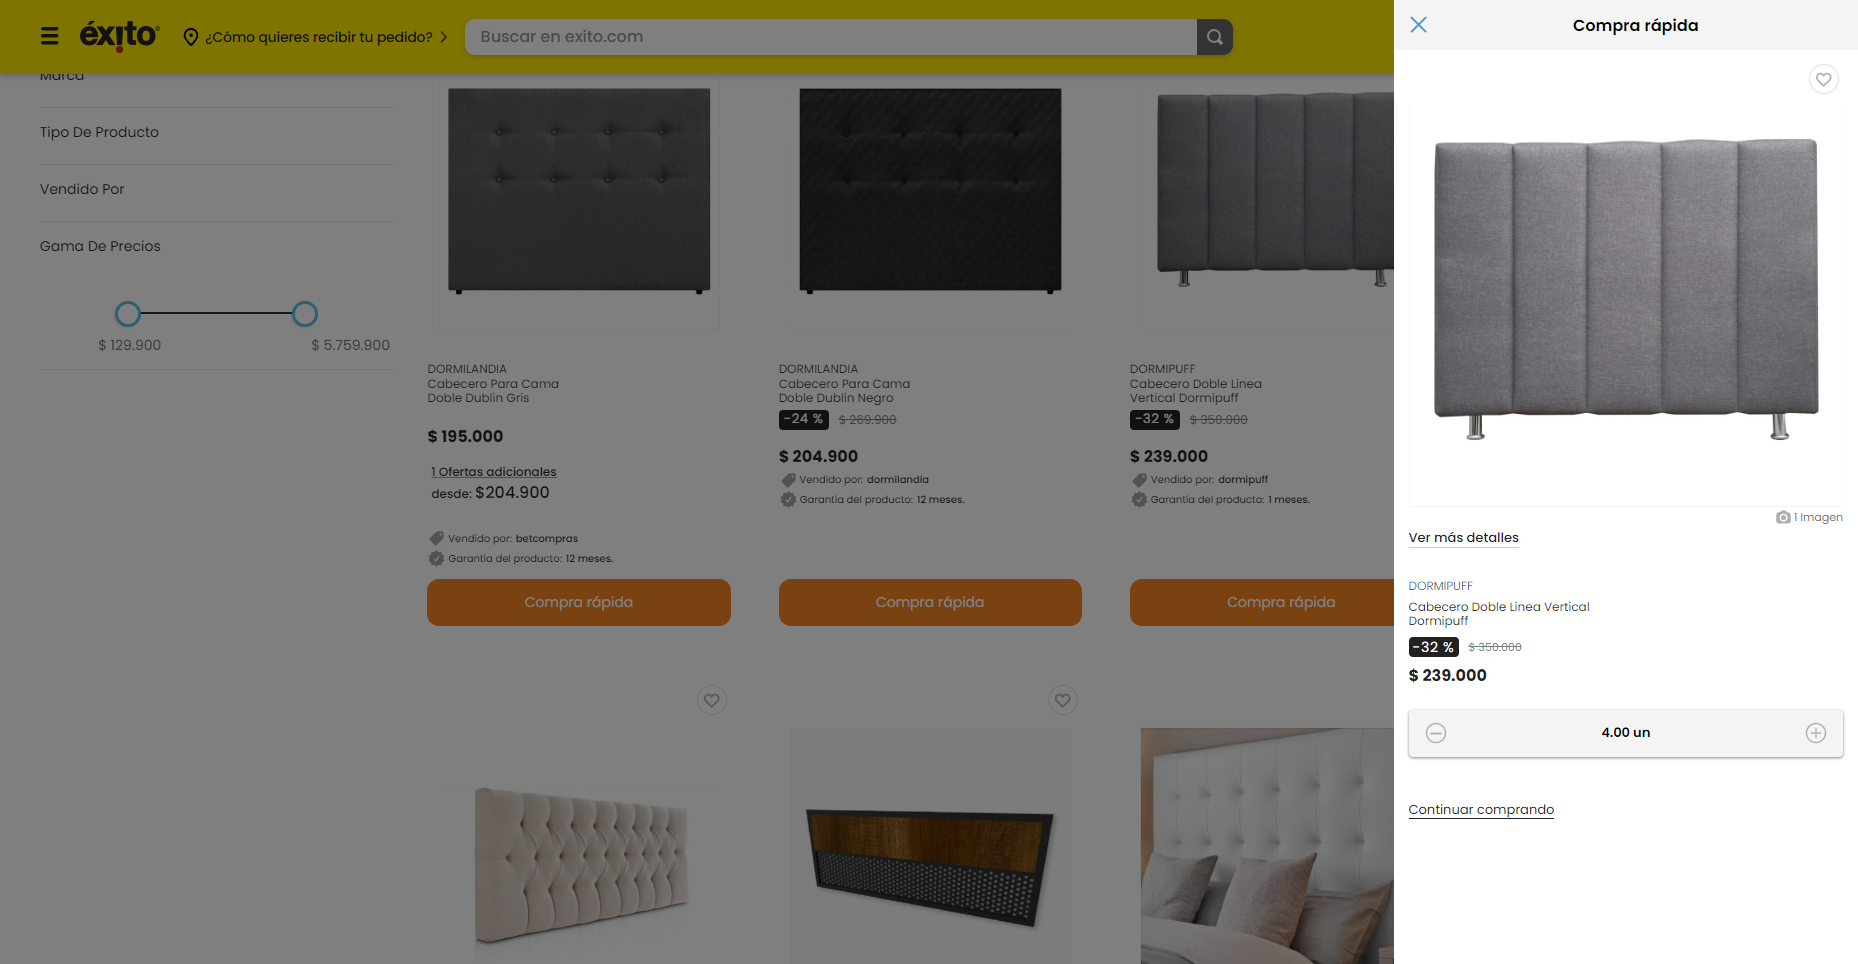 éxito
¿Cómo quieres recibir tu pedido?
Buscar en exito.com
Marca
Tipo De Producto
Vendido Por
Gama De Precios
$ 129.900
$ 5.759.900
DORMILANDIA
Cabecero Para Cama
Doble Dublin Gris
$ 195.000
1 Ofertas adicionales
desde: $204.900
Vendido por: betcompras
Garantía del producto: 12 meses.
Compra rápida
DORMILANDIA
Cabecero Para Cama
Doble Dublin Negro
-24 % $ 269.900
$ 204.900
Vendido por: dormilandia
Garantía del producto: 12 meses.
Compra rápida
DORMIPUFF
Cabecero Doble Linea
Vertical Dormipuff
-32 % $ 350.000
$ 239.000
Vendido por: dormipuff
Garantía del producto: 1 meses.
Compra rápida
Compra rápida
1 Imagen
Ver más detalles
DORMIPUFF
Cabecero Doble Linea Vertical
Dormipuff
-32 % $ 350.000
$ 239.000
4.00 un
Continuar comprando